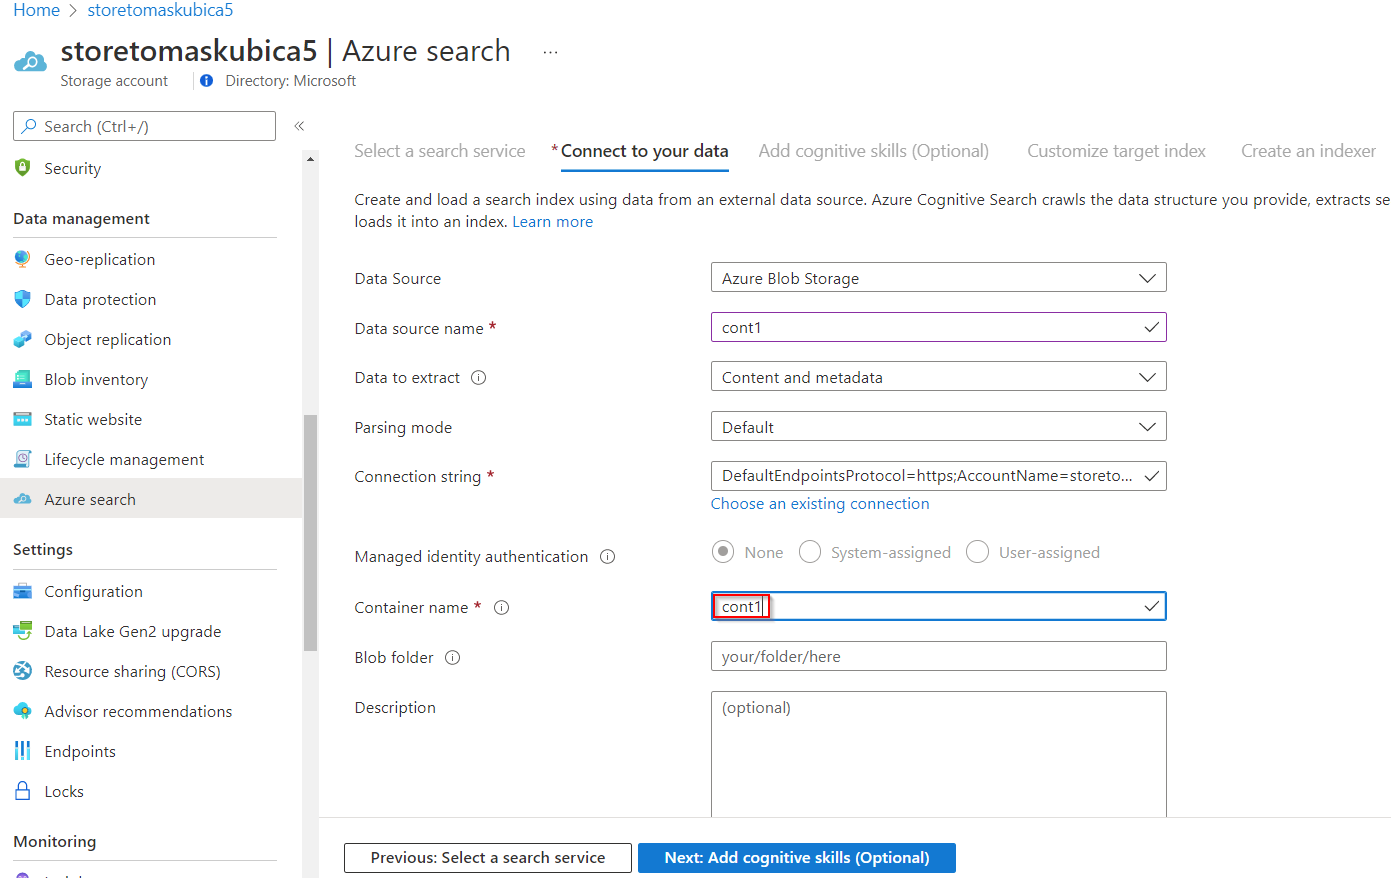 Home > storetomaskubica5
storetomaskubica5 | Azure search ...
Storage account
Directory: Microsoft
Search (Ctrl+/)
«
Security
Data management
Geo-replication
Data protection
Object replication
Blob inventory
Static website
Lifecycle management
Azure search
Settings
Configuration
Data Lake Gen2 upgrade
Resource sharing (CORS)
Advisor recommendations
Endpoints
Locks
Monitoring
Select a search service * Connect to your data Add cognitive skills (Optional) Customize target index Create an indexer
Create and load a search index using data from an external data source. Azure Cognitive Search crawls the data structure you provide, extracts se
loads it into an index. Learn more
Data Source Azure Blob Storage
Data source name * cont1
Data to extract Content and metadata
Parsing mode Default
Connection string * DefaultEndpointsProtocol=https;AccountName=storeto...
Choose an existing connection
Managed identity authentication None System-assigned User-assigned
Container name * cont1
Blob folder your/folder/here
Description (optional)
Previous: Select a search service Next: Add cognitive skills (Optional)